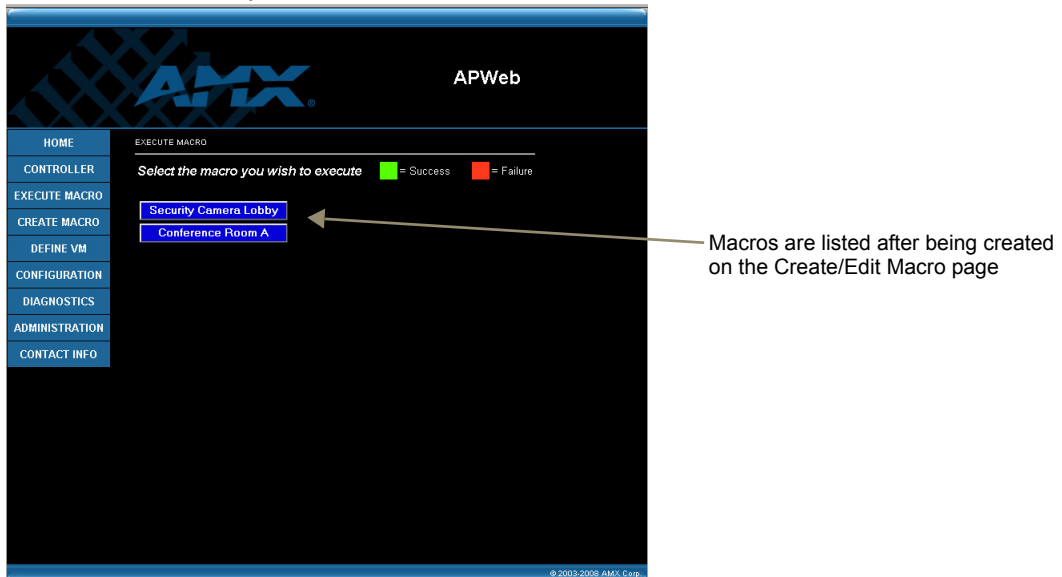 AMX®
APWeb
HOME
CONTROLLER
EXECUTE MACRO
CREATE MACRO
DEFINE VM
CONFIGURATION
DIAGNOSTICS
ADMINISTRATION
CONTACT INFO
EXECUTE MACRO
Select the macro you wish to execute = Success = Failure
Security Camera Lobby
Conference Room A
Macros are listed after being created
on the Create/Edit Macro page
© 2003-2008 AMX Corp.